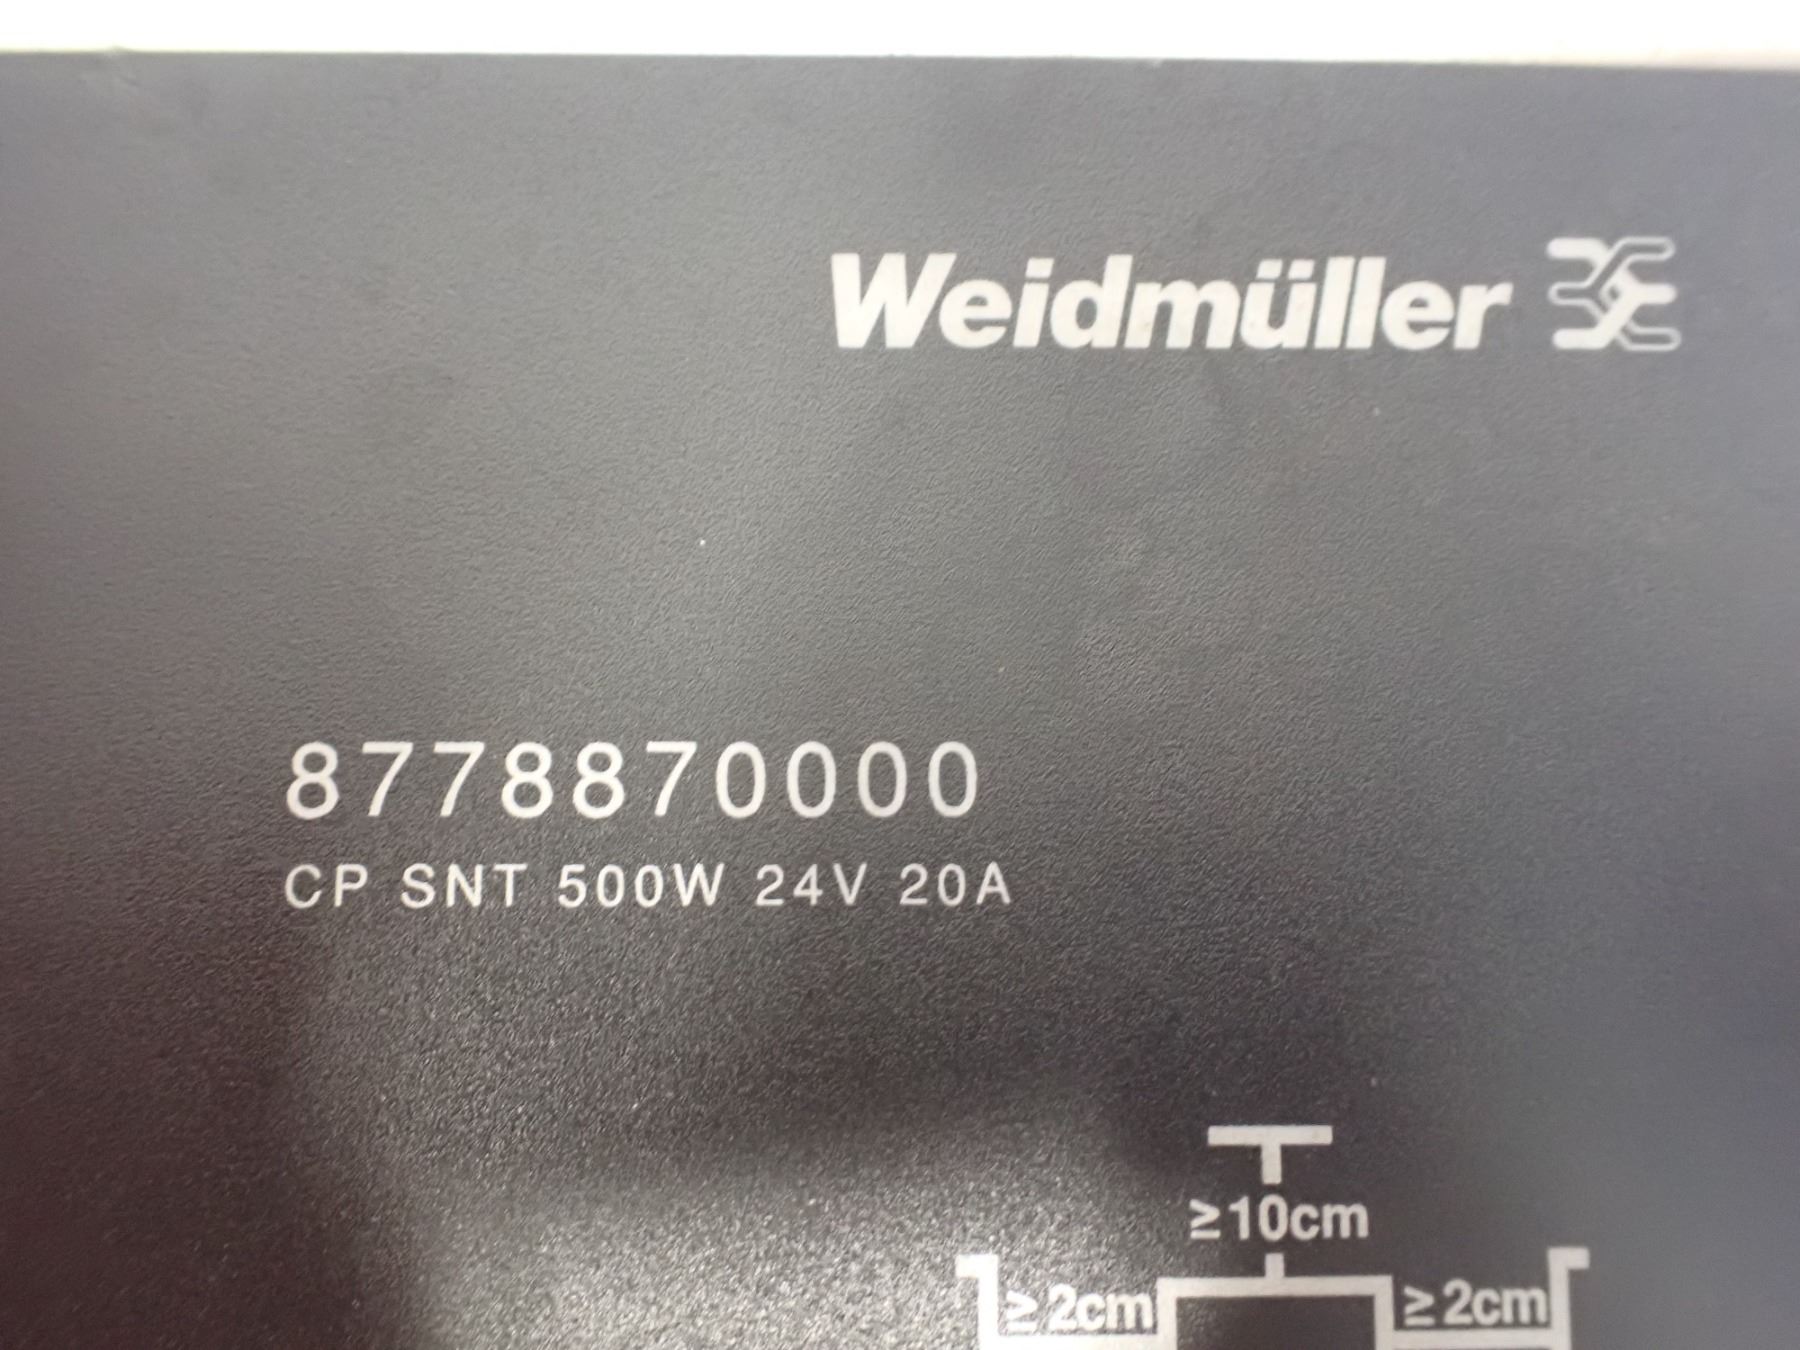 Weidmüller
8778870000
CP SNT 500W 24V 20A
≥10cm
≥2cm
≥2cm